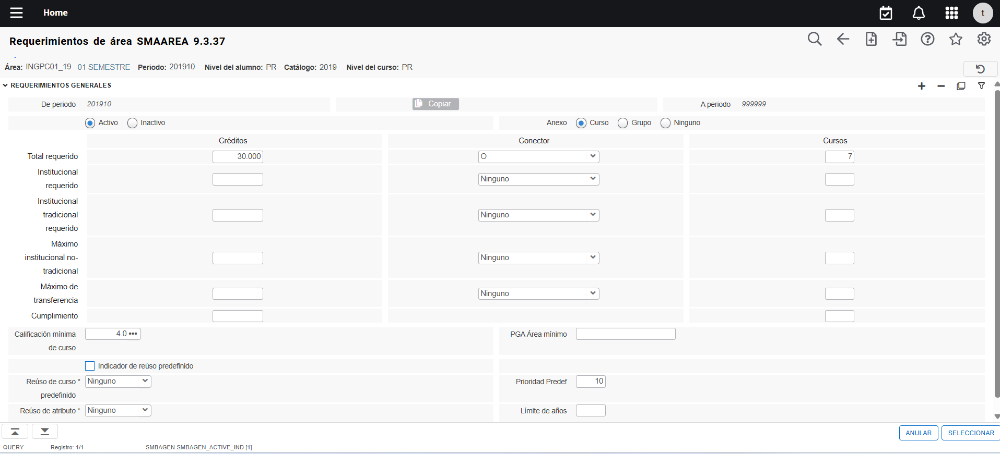 Home
t
Requerimientos de área SMAAREA 9.3.37
Área: INGPC01_19 01 SEMESTRE Periodo: 201910 Nivel del alumno: PR Catálogo: 2019 Nivel del curso: PR
REQUERIMIENTOS GENERALES
De periodo 201910 Copiar A periodo 999999
Activo Inactivo Anexo Curso Grupo Ninguno
Créditos Conector Cursos
Total requerido 30.000 O 7
Institucional
requerido Ninguno
Institucional
tradicional
requerido Ninguno
Máximo
institucional no-
tradicional Ninguno
Máximo de
transferencia Ninguno
Cumplimiento
Calificación mínima
de curso 4.0 PGA Área mínimo
Indicador de reúso predefinido
Reúso de curso *
predefinido Ninguno Prioridad Predef 10
Reúso de atributo * Ninguno Límite de años
ANULAR SELECCIONAR
QUERY Registro: 1/1 SMBAGEN.SMBAGEN_ACTIVE_IND [1]